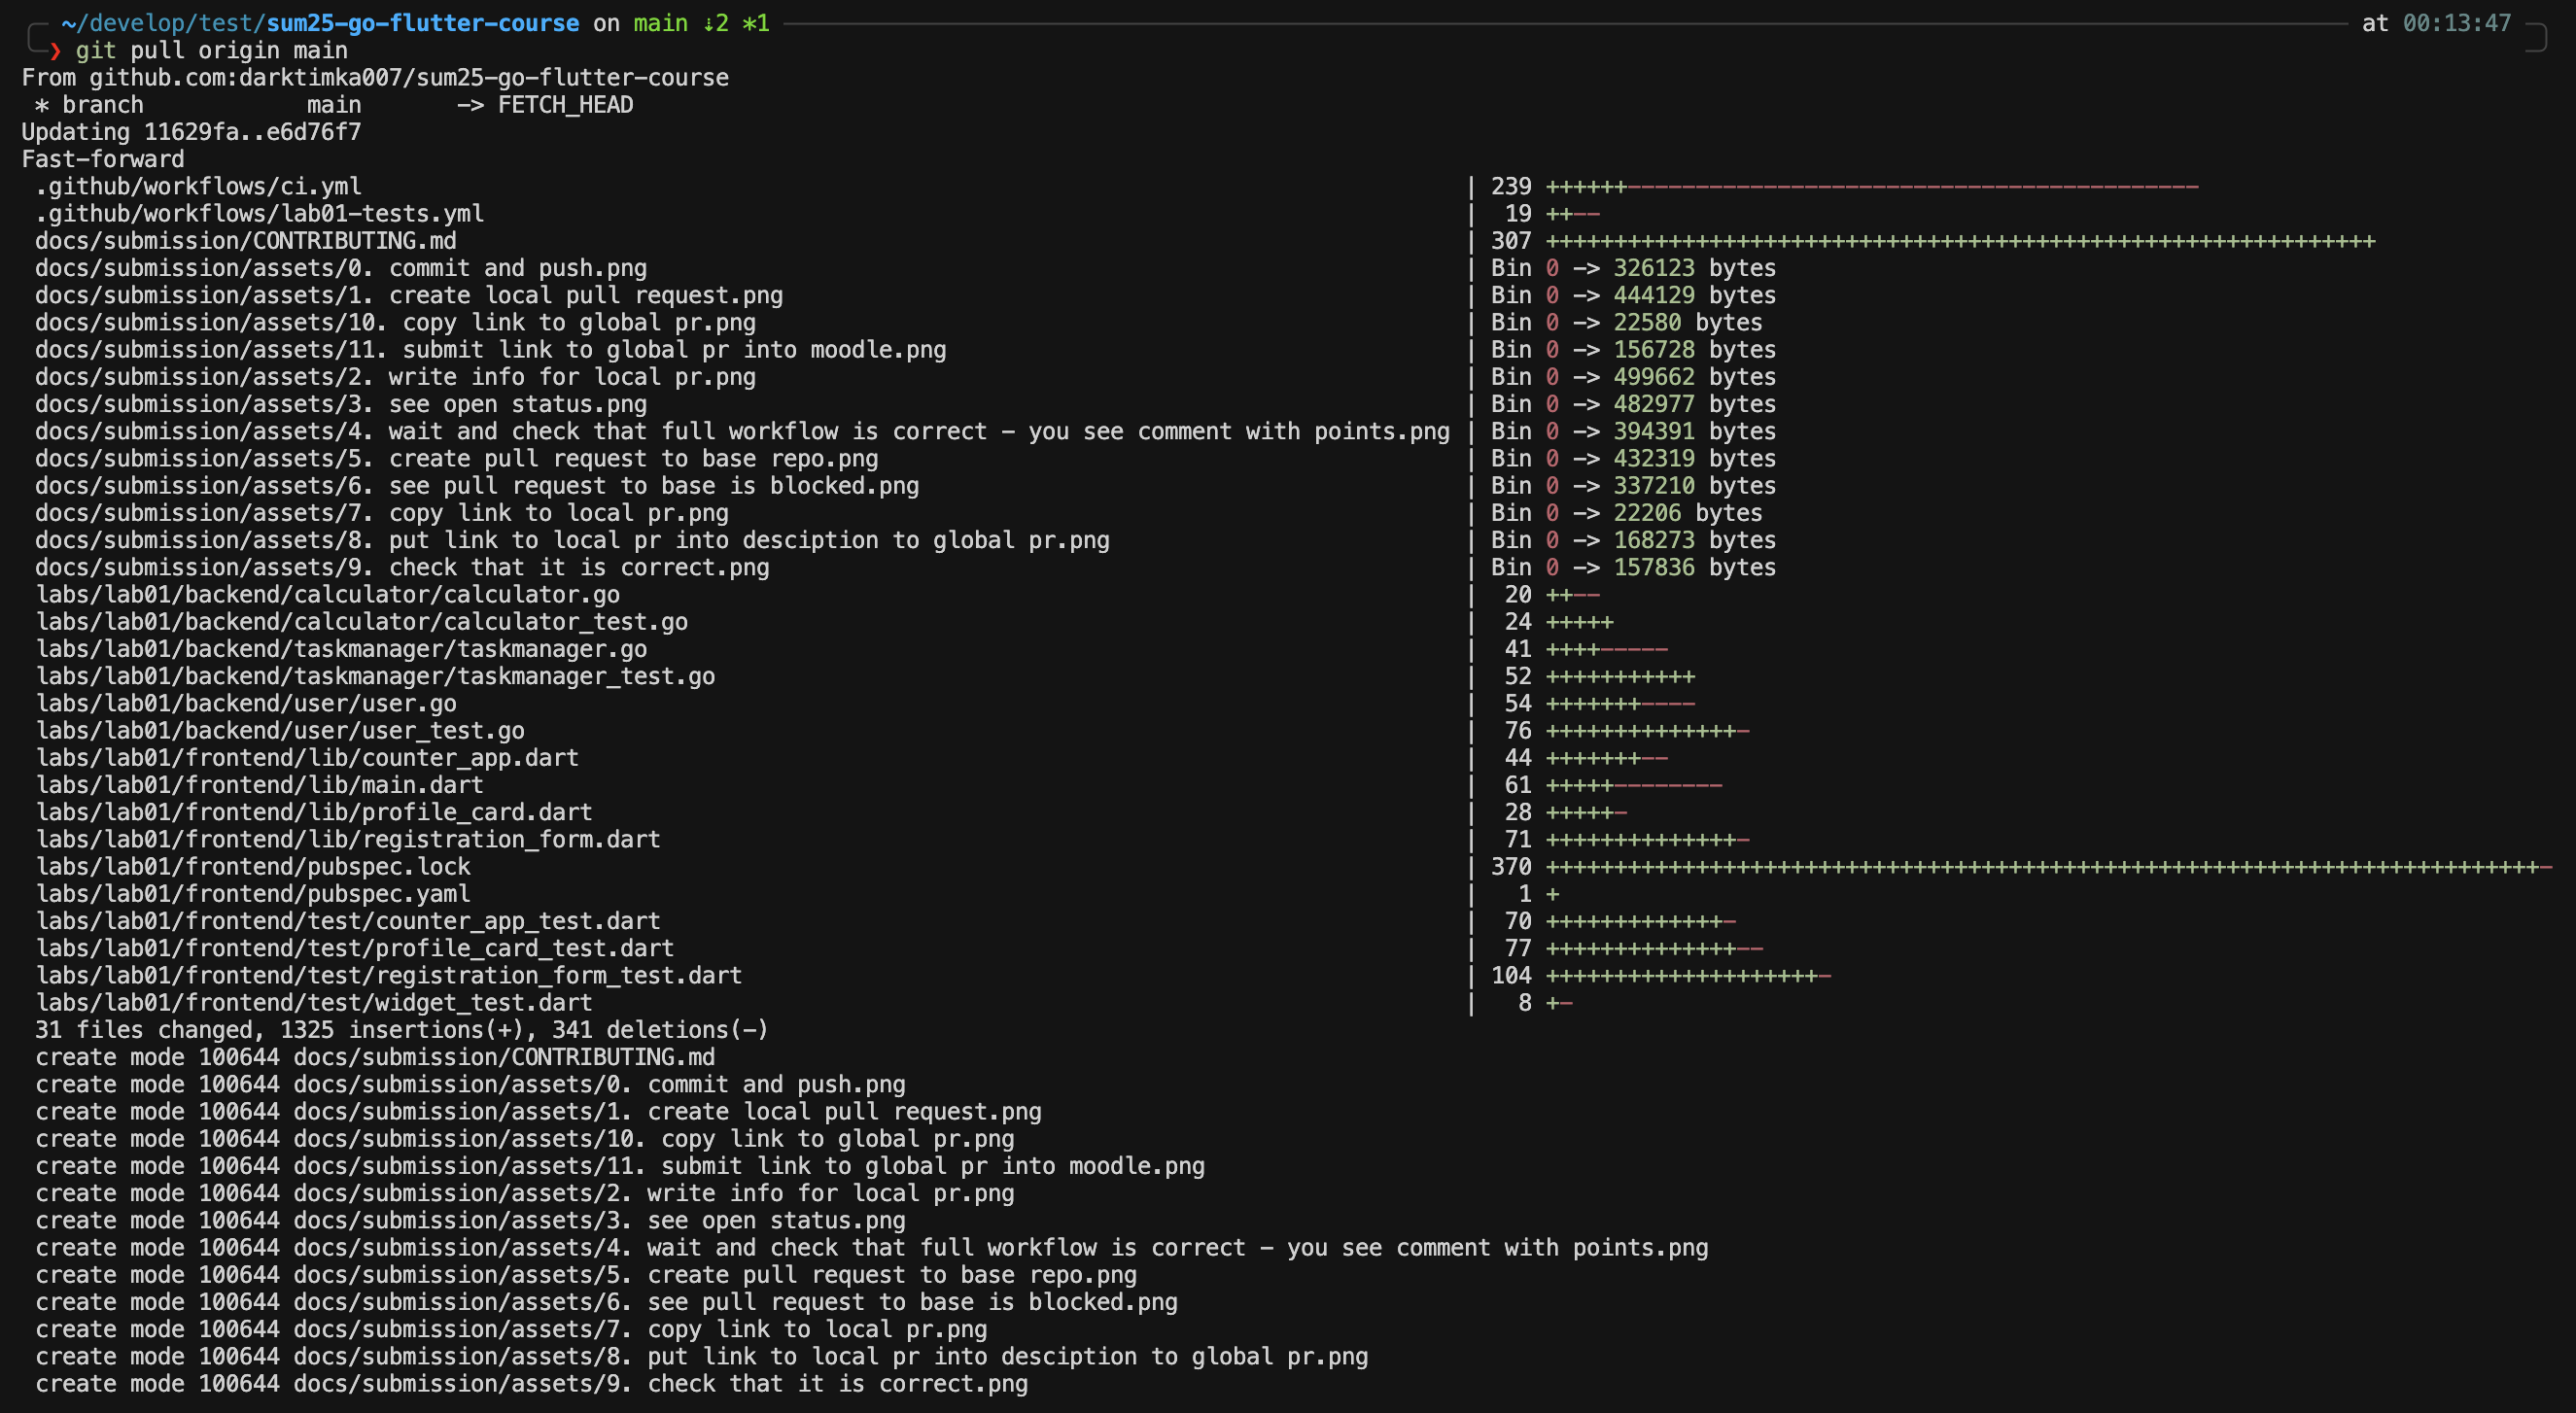 ~/develop/test/sum25-go-flutter-course on main ⇣2 *1 at 00:13:47
❯ git pull origin main
From github.com:darktimka007/sum25-go-flutter-course
 * branch            main       -> FETCH_HEAD
Updating 11629fa..e6d76f7
Fast-forward
 .github/workflows/ci.yml | 239 ++++++------------------------------------------
 .github/workflows/lab01-tests.yml | 19 ++--
 docs/submission/CONTRIBUTING.md | 307 +++++++++++++++++++++++++++++++++++++++++++++++++++++++++++++
 docs/submission/assets/0. commit and push.png | Bin 0 -> 326123 bytes
 docs/submission/assets/1. create local pull request.png | Bin 0 -> 444129 bytes
 docs/submission/assets/10. copy link to global pr.png | Bin 0 -> 22580 bytes
 docs/submission/assets/11. submit link to global pr into moodle.png | Bin 0 -> 156728 bytes
 docs/submission/assets/2. write info for local pr.png | Bin 0 -> 499662 bytes
 docs/submission/assets/3. see open status.png | Bin 0 -> 482977 bytes
 docs/submission/assets/4. wait and check that full workflow is correct - you see comment with points.png | Bin 0 -> 394391 bytes
 docs/submission/assets/5. create pull request to base repo.png | Bin 0 -> 432319 bytes
 docs/submission/assets/6. see pull request to base is blocked.png | Bin 0 -> 337210 bytes
 docs/submission/assets/7. copy link to local pr.png | Bin 0 -> 22206 bytes
 docs/submission/assets/8. put link to local pr into desciption to global pr.png | Bin 0 -> 168273 bytes
 docs/submission/assets/9. check that it is correct.png | Bin 0 -> 157836 bytes
 labs/lab01/backend/calculator/calculator.go | 20 ++--
 labs/lab01/backend/calculator/calculator_test.go | 24 +++++
 labs/lab01/backend/taskmanager/taskmanager.go | 41 ++++-----
 labs/lab01/backend/taskmanager/taskmanager_test.go | 52 +++++++++++
 labs/lab01/backend/user/user.go | 54 +++++++----
 labs/lab01/backend/user/user_test.go | 76 ++++++++++++++-
 labs/lab01/frontend/lib/counter_app.dart | 44 +++++++--
 labs/lab01/frontend/lib/main.dart | 61 +++++--------
 labs/lab01/frontend/lib/profile_card.dart | 28 +++++-
 labs/lab01/frontend/lib/registration_form.dart | 71 ++++++++++++++-
 labs/lab01/frontend/pubspec.lock | 370 +++++++++++++++++++++++++++++++++++++++++++++++++++++++++++++++++++++++++-
 labs/lab01/frontend/pubspec.yaml | 1 +
 labs/lab01/frontend/test/counter_app_test.dart | 70 +++++++++++++-
 labs/lab01/frontend/test/profile_card_test.dart | 77 ++++++++++++++--
 labs/lab01/frontend/test/registration_form_test.dart | 104 ++++++++++++++++++++-
 labs/lab01/frontend/test/widget_test.dart | 8 +-
 31 files changed, 1325 insertions(+), 341 deletions(-)
 create mode 100644 docs/submission/CONTRIBUTING.md
 create mode 100644 docs/submission/assets/0. commit and push.png
 create mode 100644 docs/submission/assets/1. create local pull request.png
 create mode 100644 docs/submission/assets/10. copy link to global pr.png
 create mode 100644 docs/submission/assets/11. submit link to global pr into moodle.png
 create mode 100644 docs/submission/assets/2. write info for local pr.png
 create mode 100644 docs/submission/assets/3. see open status.png
 create mode 100644 docs/submission/assets/4. wait and check that full workflow is correct - you see comment with points.png
 create mode 100644 docs/submission/assets/5. create pull request to base repo.png
 create mode 100644 docs/submission/assets/6. see pull request to base is blocked.png
 create mode 100644 docs/submission/assets/7. copy link to local pr.png
 create mode 100644 docs/submission/assets/8. put link to local pr into desciption to global pr.png
 create mode 100644 docs/submission/assets/9. check that it is correct.png